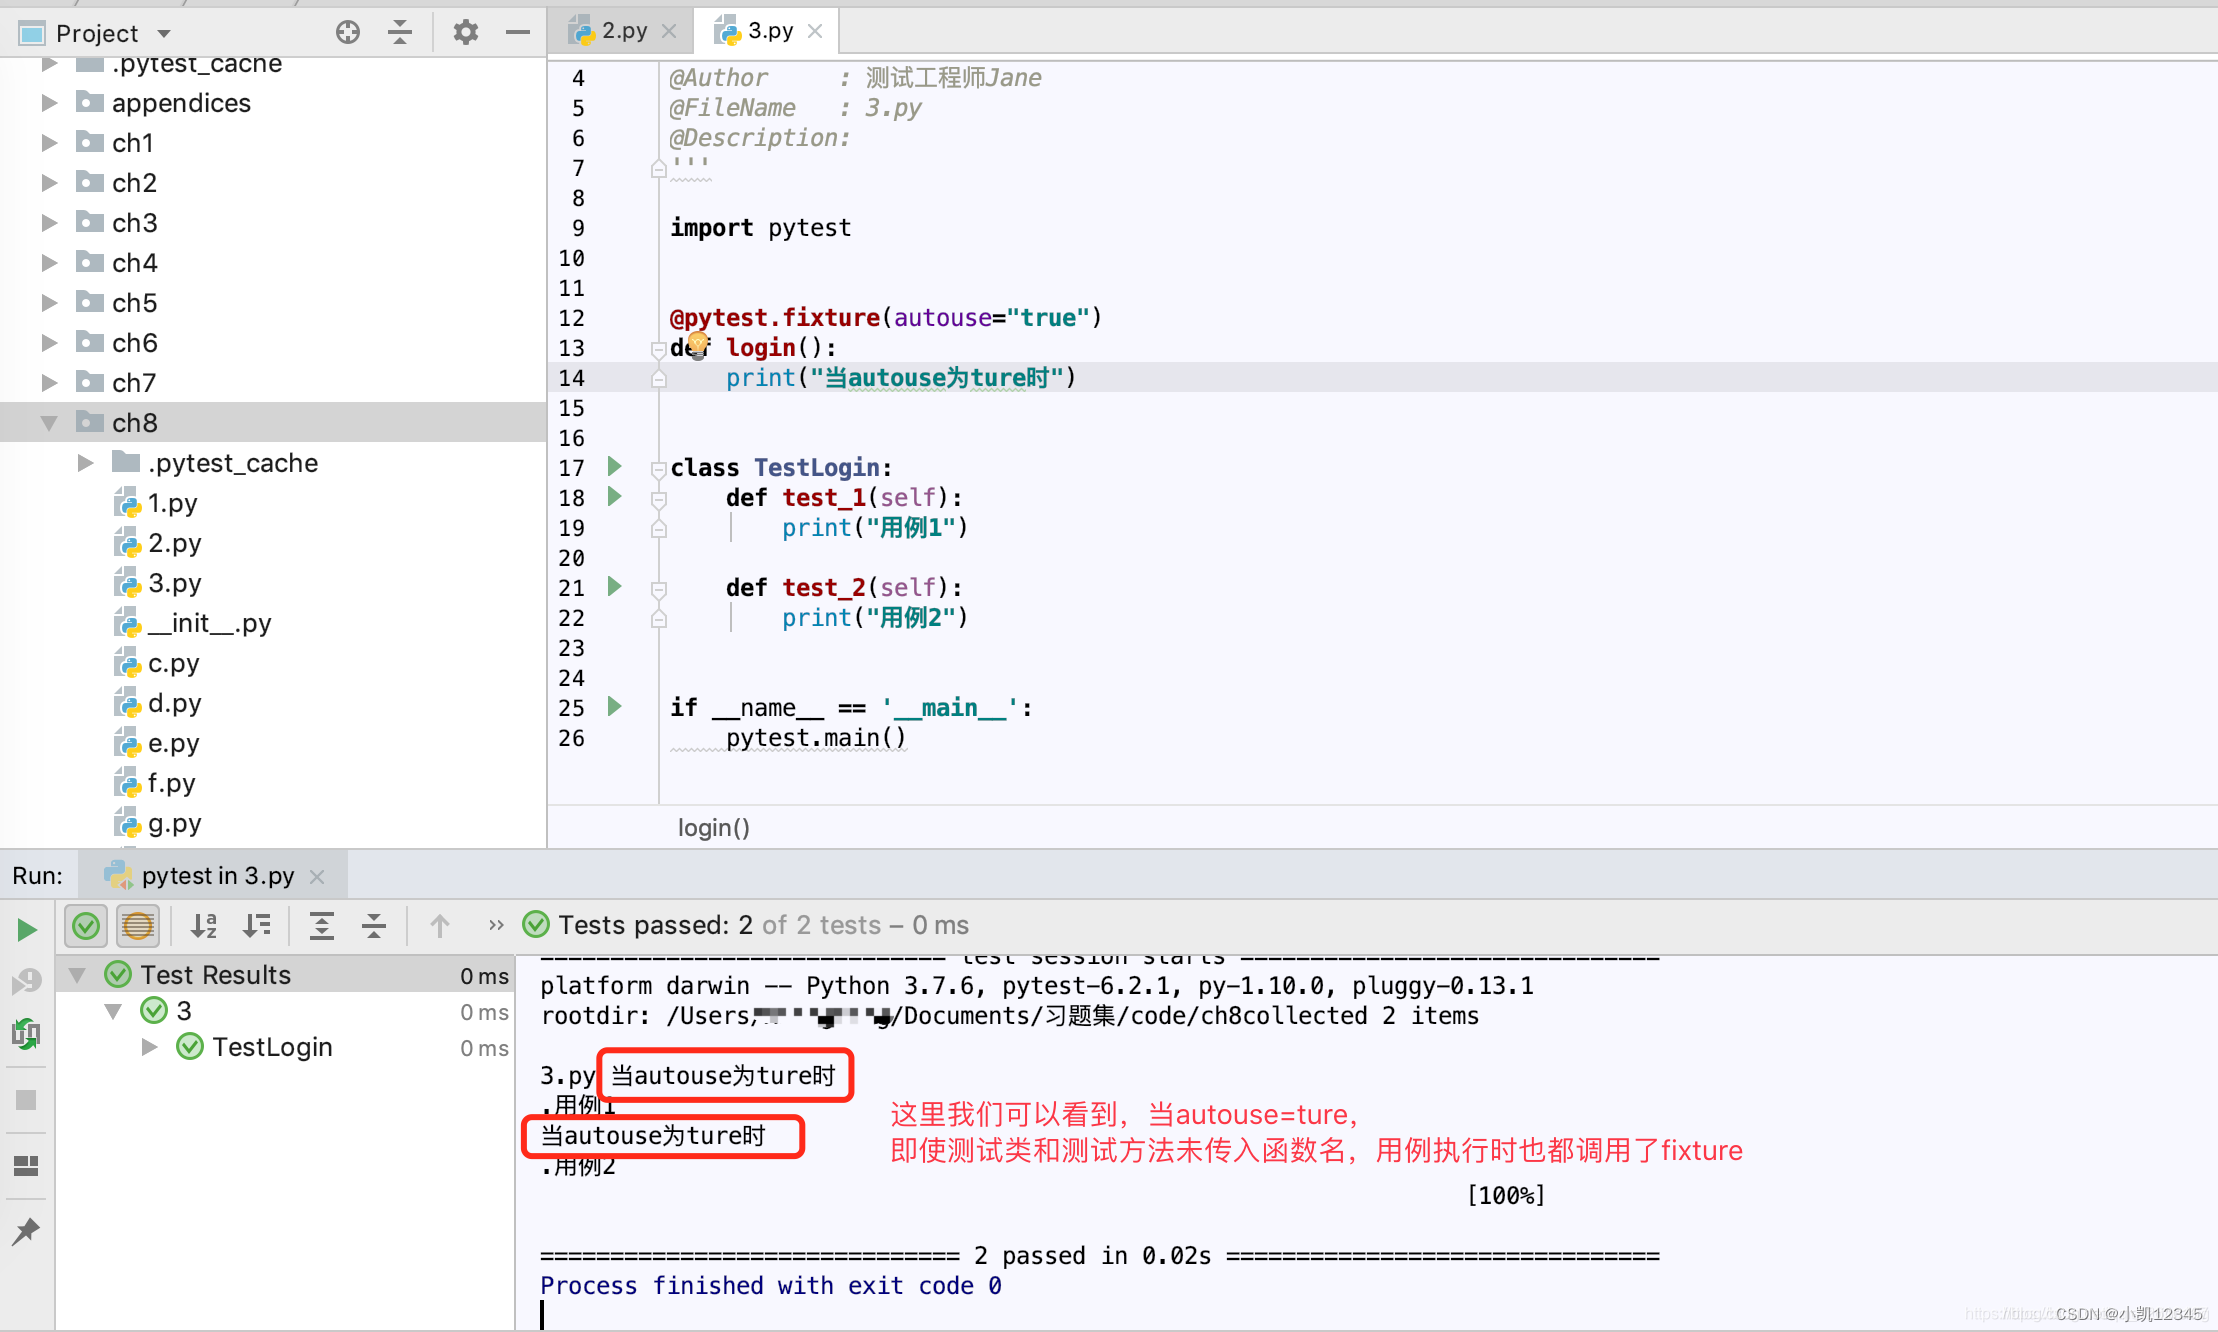 Project
2.py
3.py
.pytest_cache
appendices
ch1
ch2
ch3
ch4
ch5
ch6
ch7
ch8
.pytest_cache
1.py
2.py
3.py
__init__.py
c.py
d.py
e.py
f.py
g.py
4 @Author : 测试工程师Jane
5 @FileName : 3.py
6 @Description:
7 '''
8
9 import pytest
10
11
12 @pytest.fixture(autouse="true")
13 def login():
14 print("当autouse为ture时")
15
16
17 class TestLogin:
18 def test_1(self):
19 print("用例1")
20
21 def test_2(self):
22 print("用例2")
23
24
25 if __name__ == '__main__':
26 pytest.main()
login()
Run: pytest in 3.py
Tests passed: 2 of 2 tests – 0 ms
Test Results 0 ms
3 0 ms
TestLogin 0 ms
============================= test session starts ==============================
platform darwin -- Python 3.7.6, pytest-6.2.1, py-1.10.0, pluggy-0.13.1
rootdir: /Users/ /Documents/习题集/code/ch8collected 2 items
3.py 当autouse为ture时
.用例1
当autouse为ture时
.用例2
这里我们可以看到，当autouse=ture，
即使测试类和测试方法未传入函数名，用例执行时也都调用了fixture
[100%]
============================== 2 passed in 0.02s ===============================
Process finished with exit code 0
CSDN @小凯12345